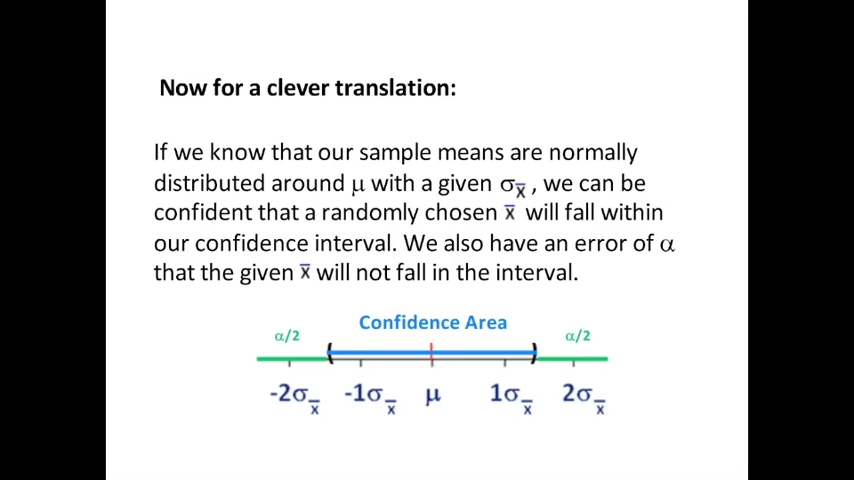 Now for a clever translation:
If we know that our sample means are normally
distributed around μ with a given σx̅ , we can be
confident that a randomly chosen x̅ will fall within
our confidence interval. We also have an error of α
that the given x̅ will not fall in the interval.
Confidence Area
α/2 α/2
-2σx̅ -1σx̅ μ 1σx̅ 2σx̅